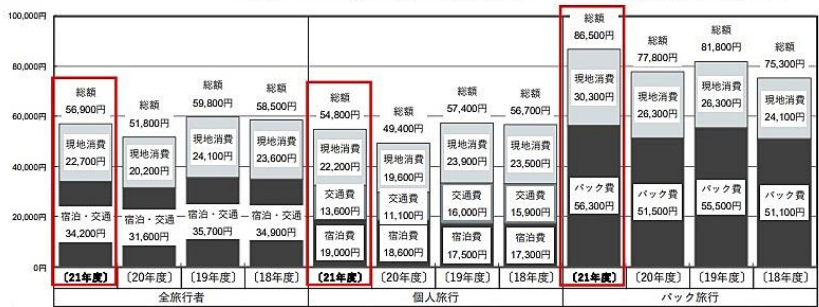 100,000円
80,000円
60,000円
40,000円
20,000円
0円
総額
56,900円
現地消費
22,700円
宿泊・交通
34,200円
〔21年度〕
総額
51,800円
現地消費
20,200円
宿泊・交通
31,600円
〔20年度〕
総額
59,800円
現地消費
24,100円
宿泊・交通
35,700円
〔19年度〕
総額
58,500円
現地消費
23,600円
宿泊・交通
34,900円
〔18年度〕
全旅行者
総額
54,800円
現地消費
22,200円
交通費
13,600円
宿泊費
19,000円
〔21年度〕
総額
49,400円
現地消費
19,600円
交通費
11,100円
宿泊費
18,600円
〔20年度〕
総額
57,400円
現地消費
23,900円
交通費
16,000円
宿泊費
17,500円
〔19年度〕
総額
56,700円
現地消費
23,500円
交通費
15,900円
宿泊費
17,300円
〔18年度〕
個人旅行
総額
86,500円
現地消費
30,300円
パック費
56,300円
〔21年度〕
総額
77,800円
現地消費
26,300円
パック費
51,500円
〔20年度〕
総額
81,800円
現地消費
26,300円
パック費
55,500円
〔19年度〕
総額
75,300円
現地消費
24,100円
パック費
51,100円
〔18年度〕
パック旅行